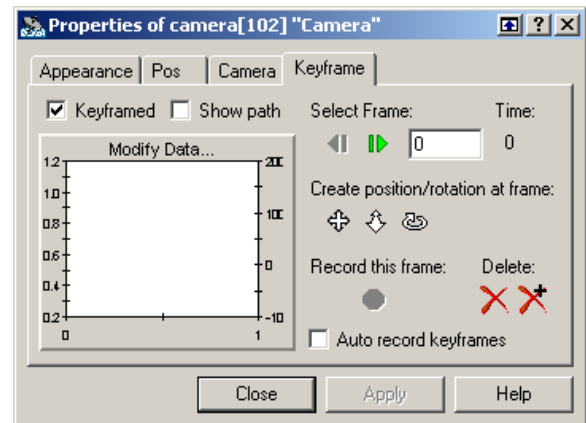 Properties of camera[102] "Camera"
Appearance Pos Camera Keyframe
Keyframed Show path
Select Frame: Time:
0 0
Modify Data...
1.2
1.0
0.8
0.6
0.4
0.2
0 1
0
-10
Create position/rotation at frame:
Record this frame: Delete:
Auto record keyframes
Close Apply Help